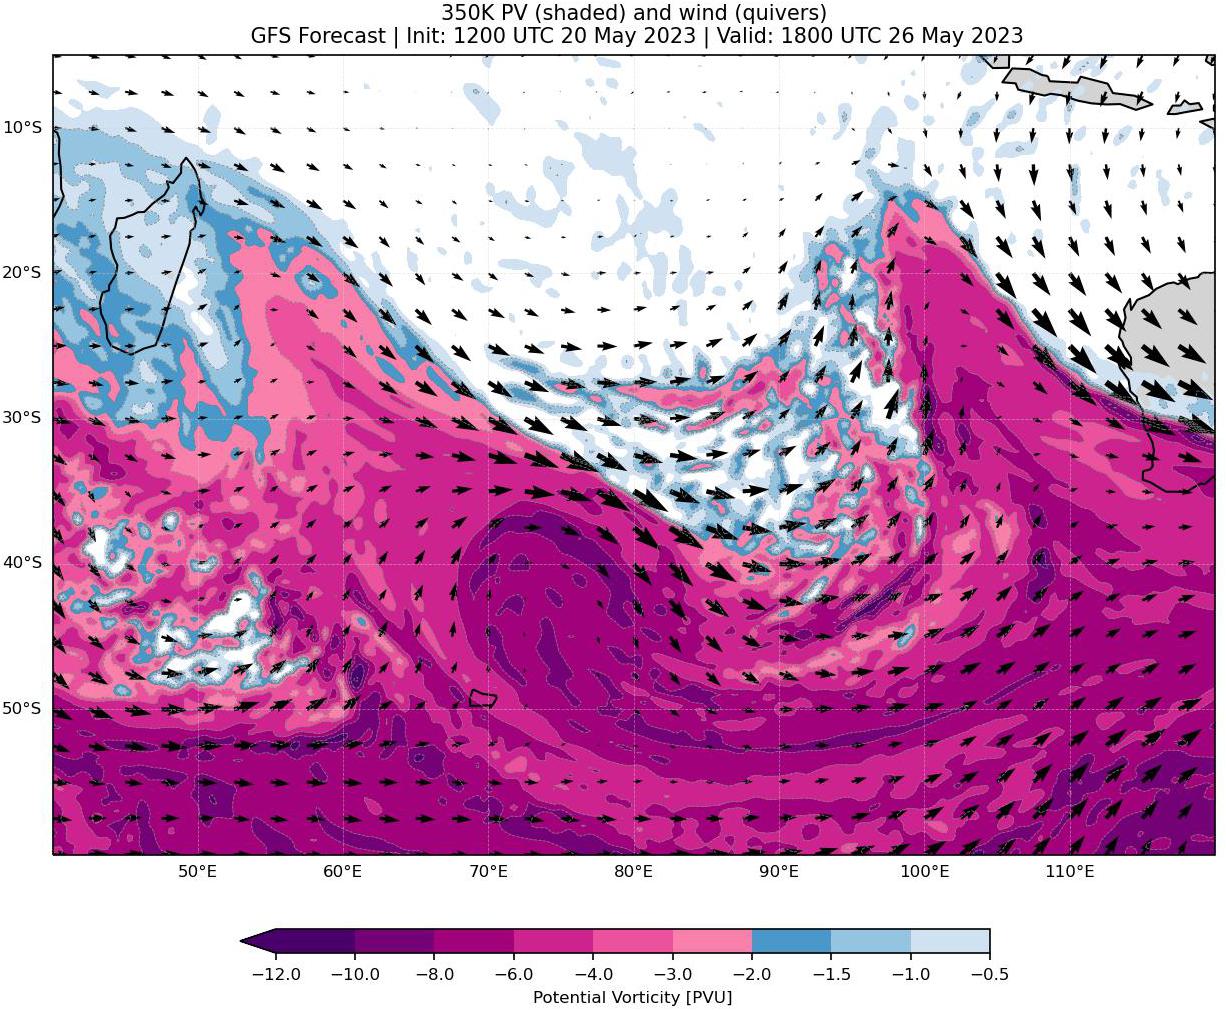 350K PV (shaded) and wind (quivers)
GFS Forecast | Init: 1200 UTC 20 May 2023 | Valid: 1800 UTC 26 May 2023
10°S
20°S
30°S
40°S
50°S
50°E 60°E 70°E 80°E 90°E 100°E 110°E
−12.0 −10.0 −8.0 −6.0 −4.0 −3.0 −2.0 −1.5 −1.0 −0.5
Potential Vorticity [PVU]